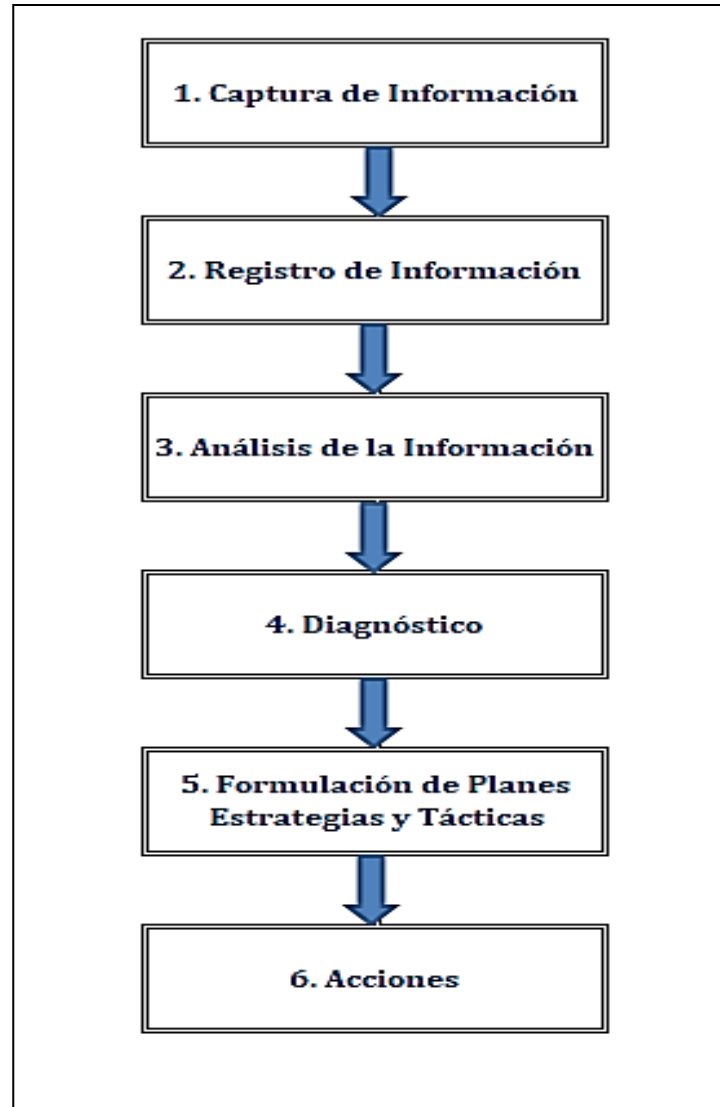 1. Captura de Información
2. Registro de Información
3. Análisis de la Información
4. Diagnóstico
5. Formulación de Planes
Estrategias y Tácticas
6. Acciones